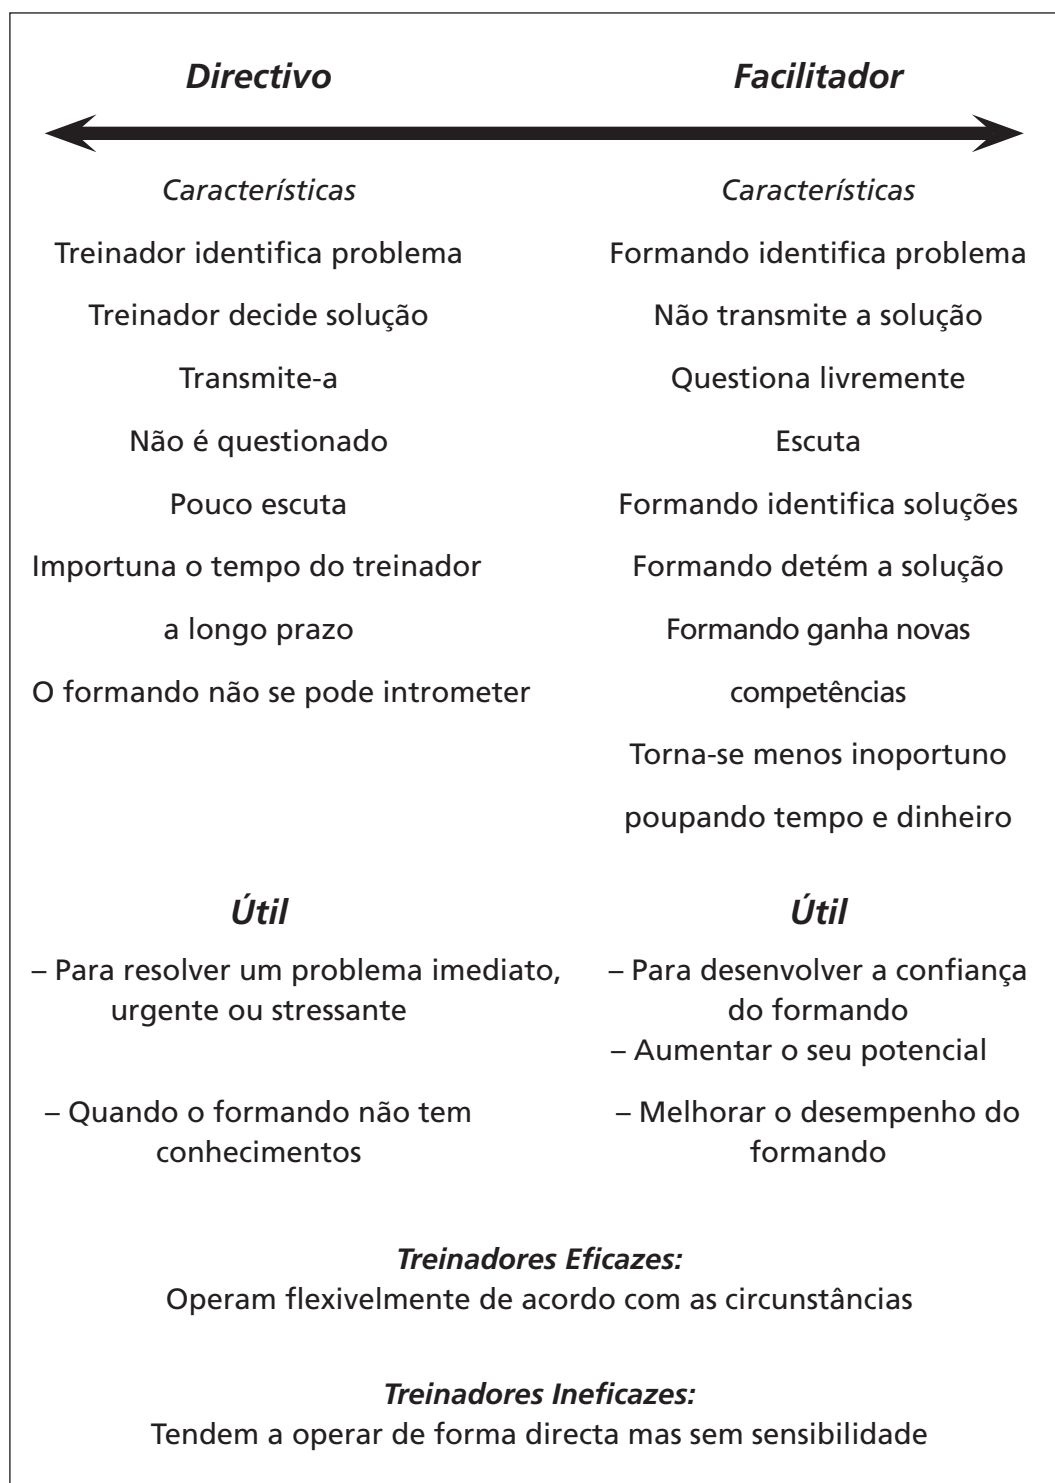 Directivo
Facilitador
Características
Treinador identifica problema
Treinador decide solução
Transmite-a
Não é questionado
Pouco escuta
Importuna o tempo do treinador
a longo prazo
O formando não se pode intrometer
Características
Formando identifica problema
Não transmite a solução
Questiona livremente
Escuta
Formando identifica soluções
Formando detém a solução
Formando ganha novas
competências
Torna-se menos inoportuno
poupando tempo e dinheiro
Útil
– Para resolver um problema imediato,
urgente ou stressante
– Quando o formando não tem
conhecimentos
Útil
– Para desenvolver a confiança
do formando
– Aumentar o seu potencial
– Melhorar o desempenho do
formando
Treinadores Eficazes:
Operam flexivelmente de acordo com as circunstâncias
Treinadores Ineficazes:
Tendem a operar de forma directa mas sem sensibilidade